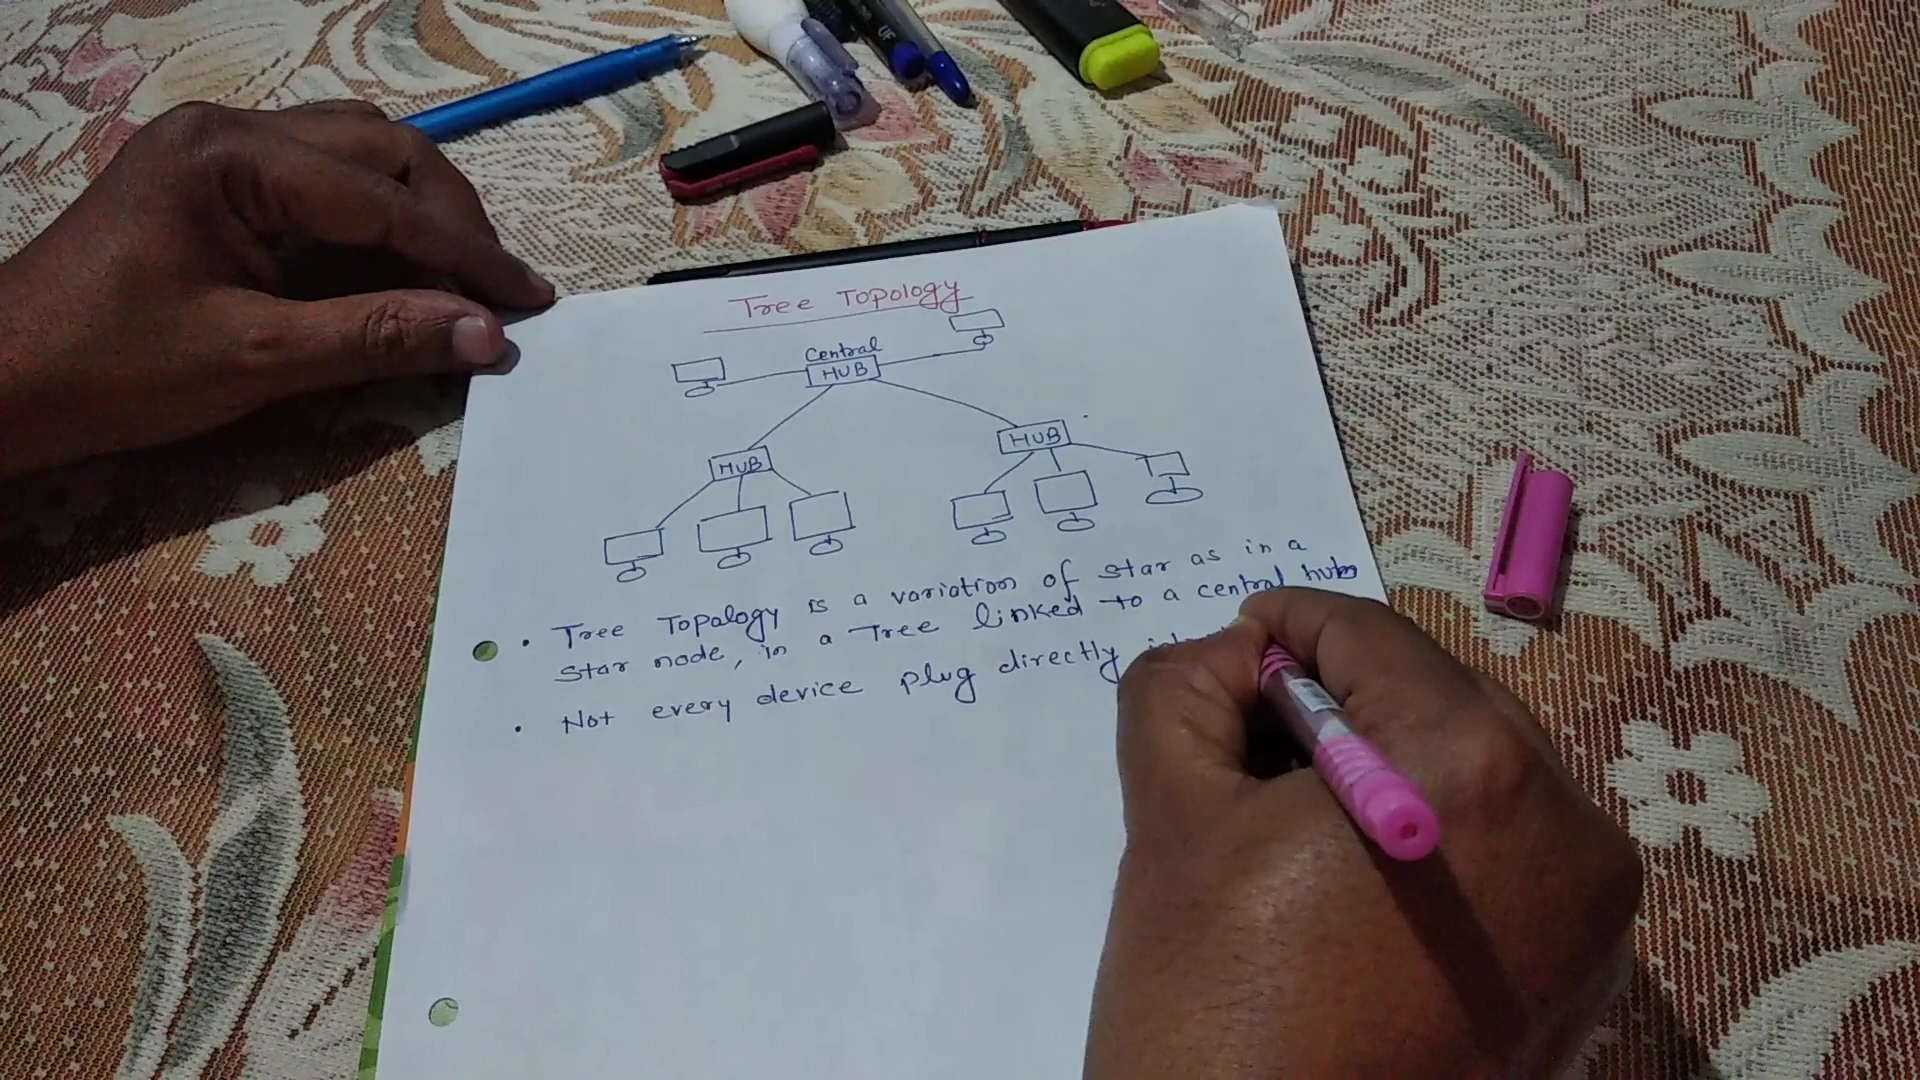 Tree Topology
Central
HUB
HUB
HUB
• Tree Topalogy is a variation of star as in a
star node, in a Tree linked to a central hub
• Not every device plug directly